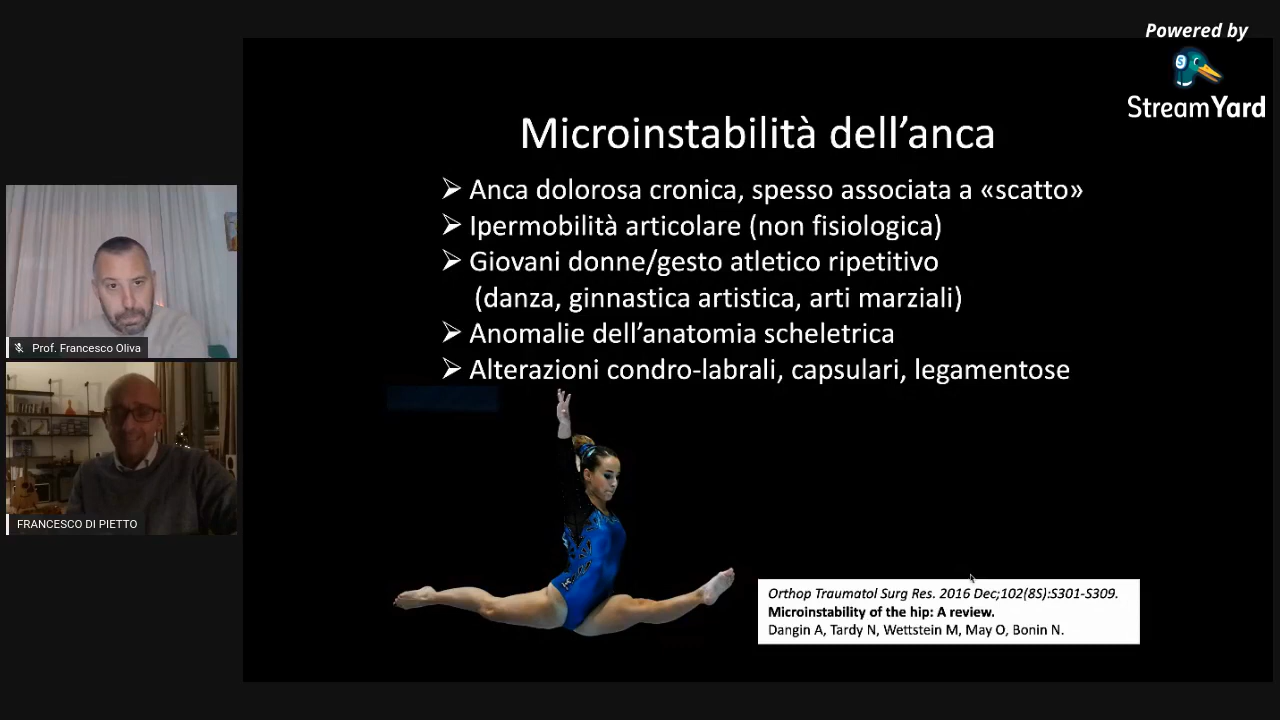 Powered by
StreamYard
Microinstabilità dell’anca
➢ Anca dolorosa cronica, spesso associata a «scatto»
➢ Ipermobilità articolare (non fisiologica)
➢ Giovani donne/gesto atletico ripetitivo
(danza, ginnastica artistica, arti marziali)
➢ Anomalie dell’anatomia scheletrica
➢ Alterazioni condro-labrali, capsulari, legamentose
Prof. Francesco Oliva
FRANCESCO DI PIETTO
Orthop Traumatol Surg Res. 2016 Dec;102(8S):S301-S309.
Microinstability of the hip: A review.
Dangin A, Tardy N, Wettstein M, May O, Bonin N.